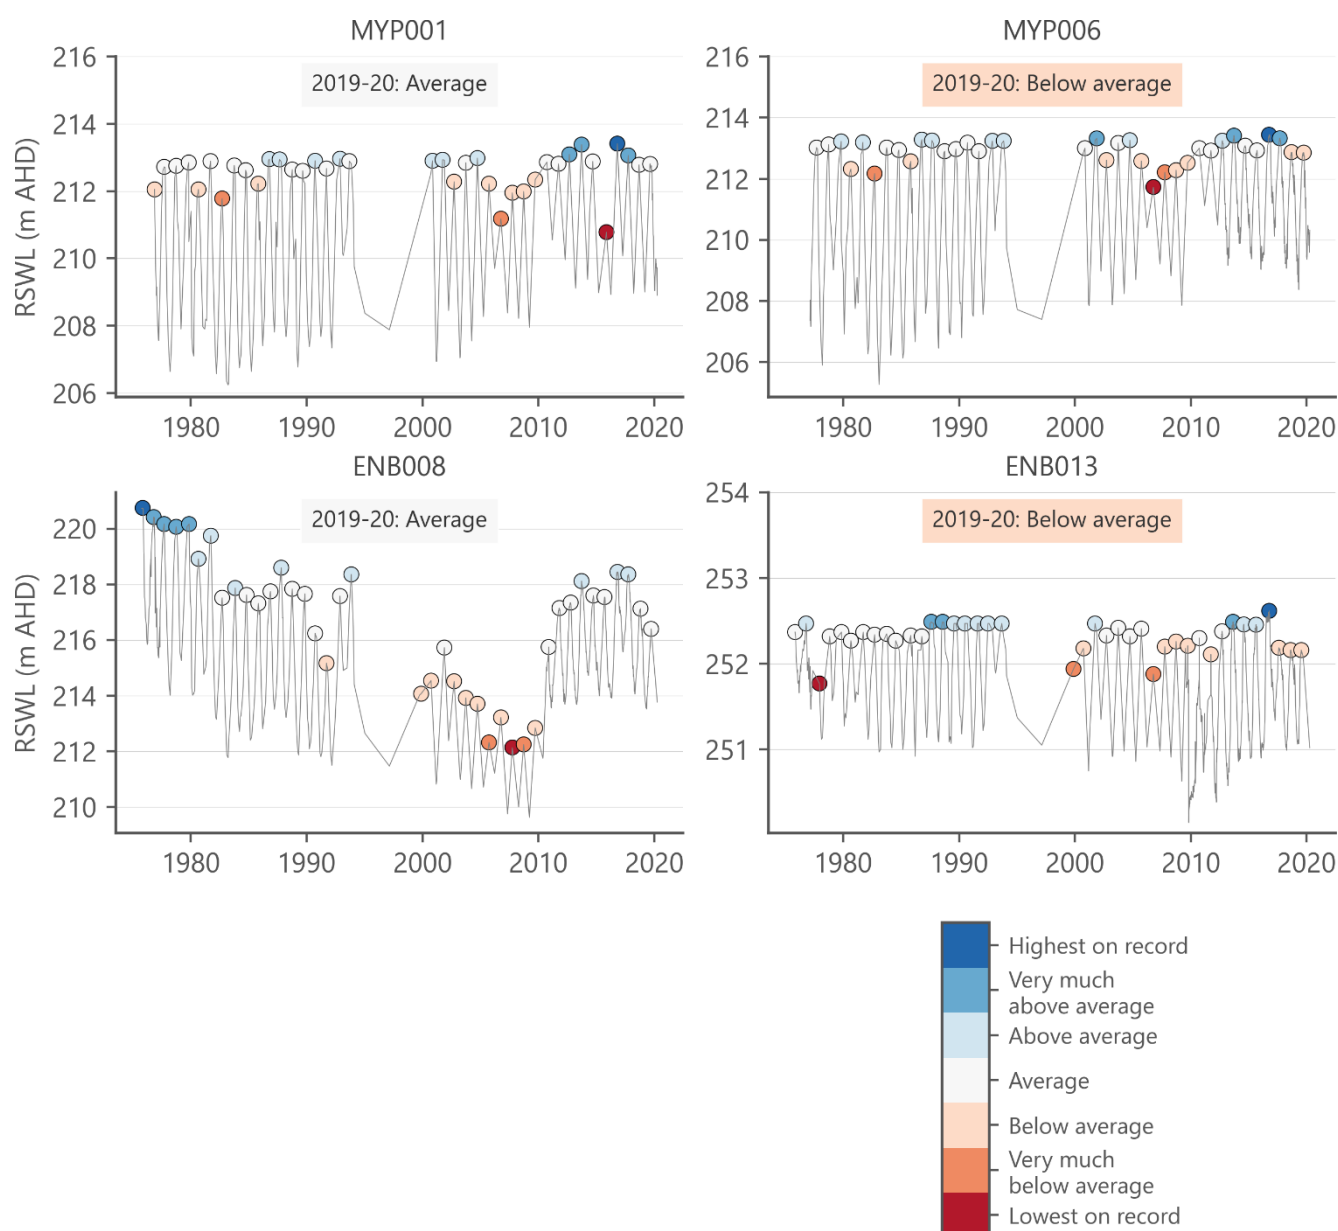 MYP001
216
214
212
210
208
206
RSWL (m AHD)
2019-20: Average
1980
1990
2000
2010
2020
MYP006
216
214
212
210
208
206
2019-20: Below average
1980
1990
2000
2010
2020
ENB008
220
218
216
214
212
210
RSWL (m AHD)
2019-20: Average
1980
1990
2000
2010
2020
ENB013
254
253
252
251
2019-20: Below average
1980
1990
2000
2010
2020
Highest on record
Very much
above average
Above average
Average
Below average
Very much
below average
Lowest on record